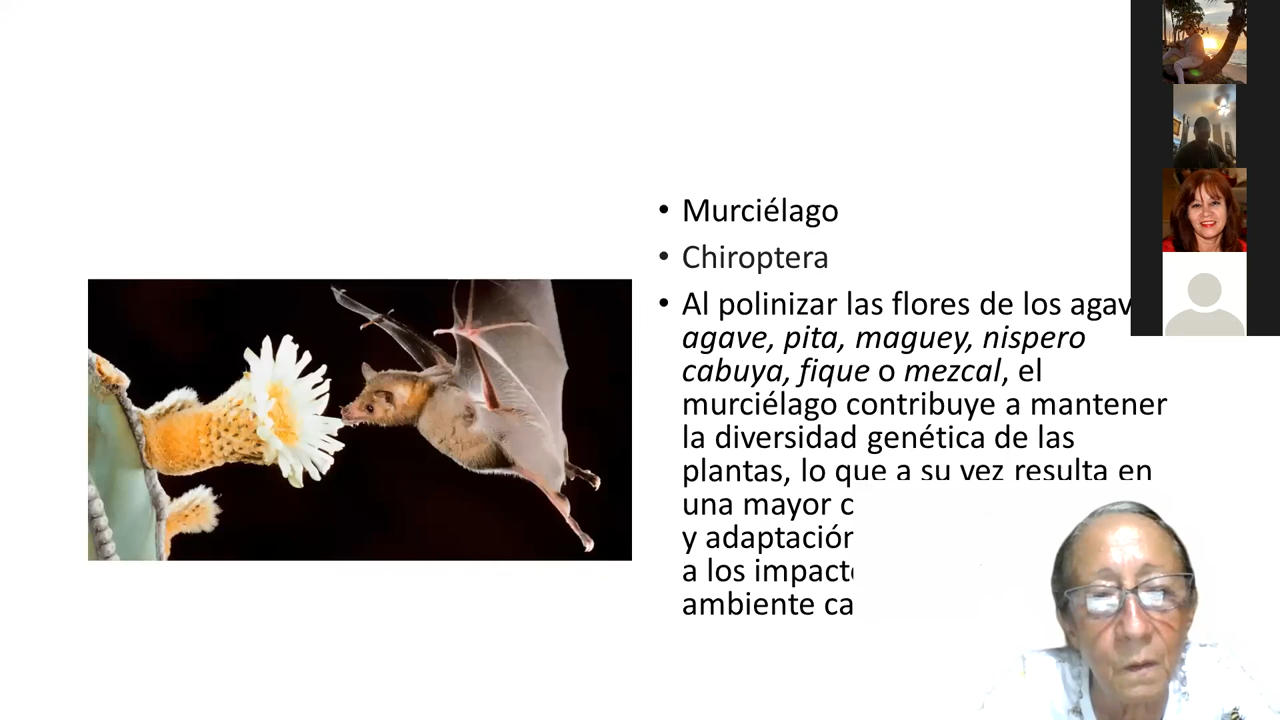 • Murciélago
• Chiroptera
• Al polinizar las flores de los agav
agave, pita, maguey, nispero
cabuya, fique o mezcal, el
murciélago contribuye a mantener
la diversidad genética de las
plantas, lo que a su vez resulta en
una mayor c
y adaptación
a los impact
ambiente ca